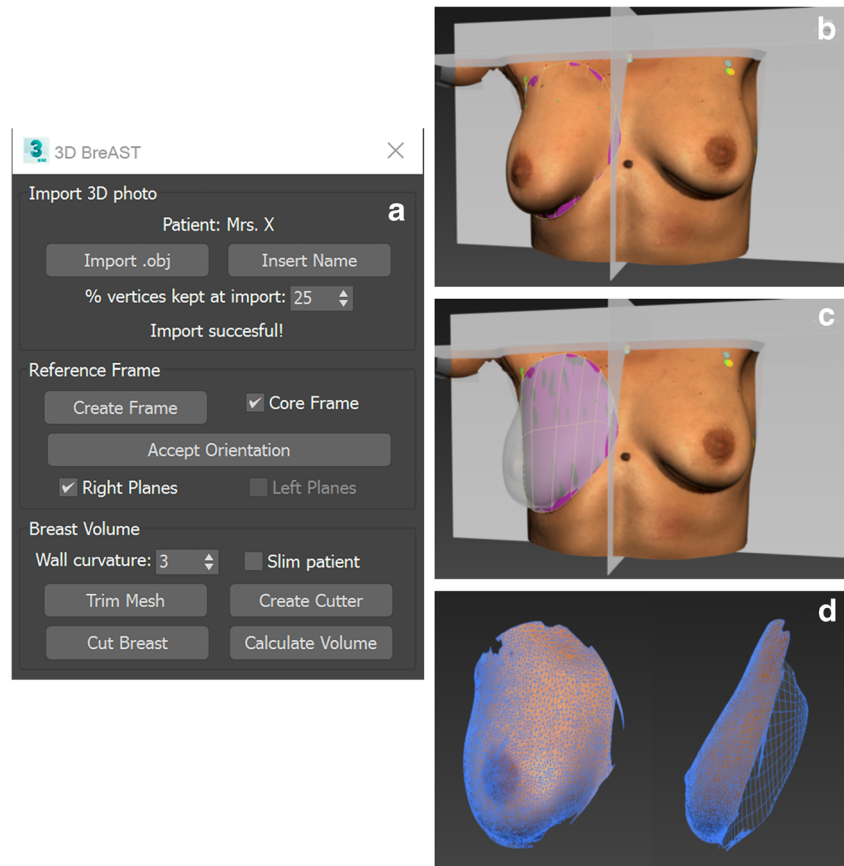 3D BreAST
a
Import 3D photo
Patient: Mrs. X
Import .obj
Insert Name
% vertices kept at import: 25
Import succesful!
Reference Frame
Create Frame
Core Frame
Accept Orientation
Right Planes
Left Planes
Breast Volume
Wall curvature: 3
Slim patient
Trim Mesh
Create Cutter
Cut Breast
Calculate Volume
b
c
d